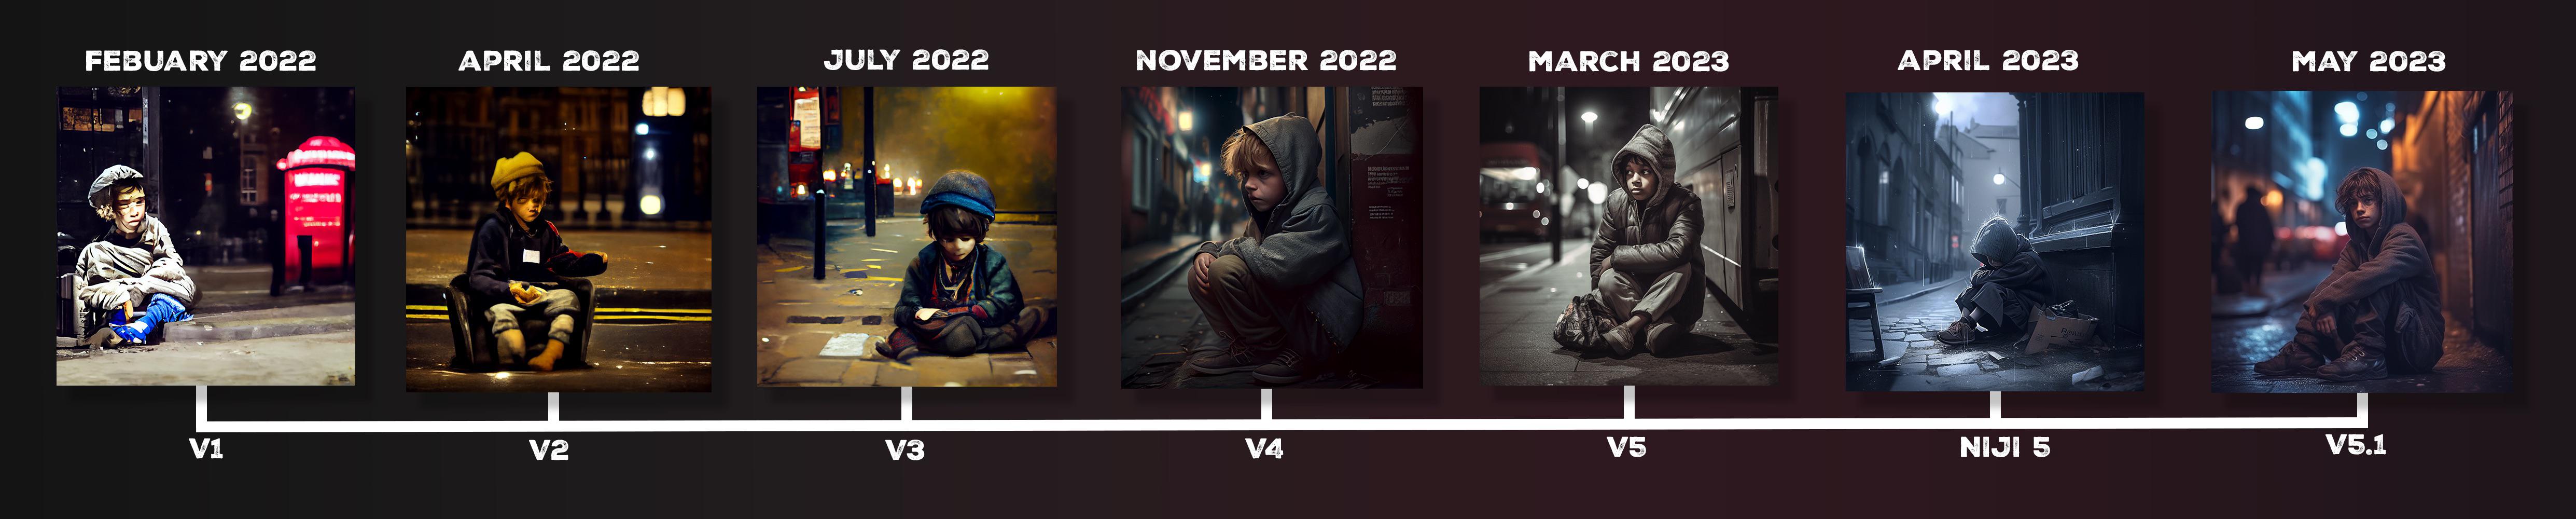 FEBUARY 2022
APRIL 2022
JULY 2022
NOVEMBER 2022
MARCH 2023
APRIL 2023
MAY 2023
V1
V2
V3
V4
V5
NIJI 5
V5.1